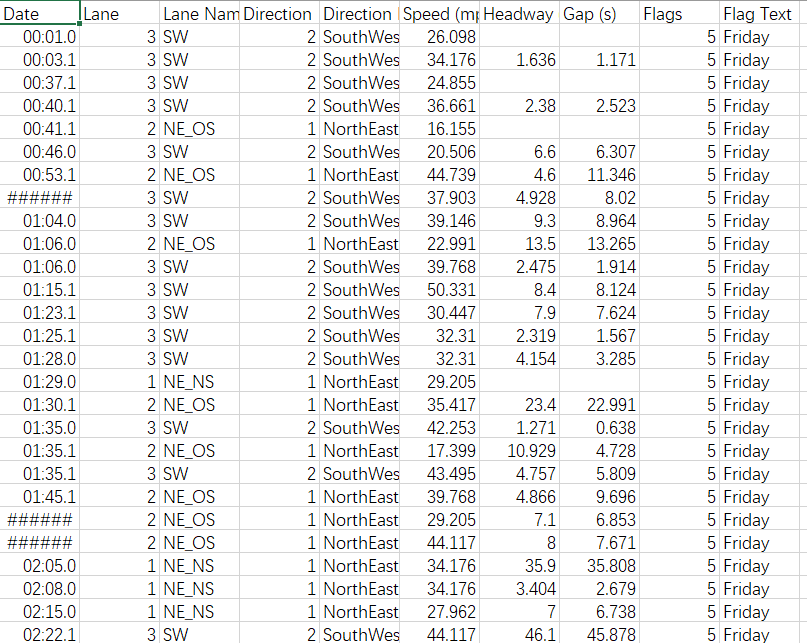 Date Lane Lane Nam Direction Direction Speed (mp Headway Gap (s) Flags Flag Text
00:01.0 3 SW 2 SouthWes 26.098 5 Friday
00:03.1 3 SW 2 SouthWes 34.176 1.636 1.171 5 Friday
00:37.1 3 SW 2 SouthWes 24.855 5 Friday
00:40.1 3 SW 2 SouthWes 36.661 2.38 2.523 5 Friday
00:41.1 2 NE_OS 1 NorthEast 16.155 5 Friday
00:46.0 3 SW 2 SouthWes 20.506 6.6 6.307 5 Friday
00:53.1 2 NE_OS 1 NorthEast 44.739 4.6 11.346 5 Friday
###### 3 SW 2 SouthWes 37.903 4.928 8.02 5 Friday
01:04.0 3 SW 2 SouthWes 39.146 9.3 8.964 5 Friday
01:06.0 2 NE_OS 1 NorthEast 22.991 13.5 13.265 5 Friday
01:06.0 3 SW 2 SouthWes 39.768 2.475 1.914 5 Friday
01:15.1 3 SW 2 SouthWes 50.331 8.4 8.124 5 Friday
01:23.1 3 SW 2 SouthWes 30.447 7.9 7.624 5 Friday
01:25.1 3 SW 2 SouthWes 32.31 2.319 1.567 5 Friday
01:28.0 3 SW 2 SouthWes 32.31 4.154 3.285 5 Friday
01:29.0 1 NE_NS 1 NorthEast 29.205 5 Friday
01:30.1 2 NE_OS 1 NorthEast 35.417 23.4 22.991 5 Friday
01:35.0 3 SW 2 SouthWes 42.253 1.271 0.638 5 Friday
01:35.1 2 NE_OS 1 NorthEast 17.399 10.929 4.728 5 Friday
01:35.1 3 SW 2 SouthWes 43.495 4.757 5.809 5 Friday
01:45.1 2 NE_OS 1 NorthEast 39.768 4.866 9.696 5 Friday
###### 2 NE_OS 1 NorthEast 29.205 7.1 6.853 5 Friday
###### 2 NE_OS 1 NorthEast 44.117 8 7.671 5 Friday
02:05.0 1 NE_NS 1 NorthEast 34.176 35.9 35.808 5 Friday
02:08.0 1 NE_NS 1 NorthEast 34.176 3.404 2.679 5 Friday
02:15.0 1 NE_NS 1 NorthEast 27.962 7 6.738 5 Friday
02:22.1 3 SW 2 SouthWes 44.117 46.1 45.878 5 Friday